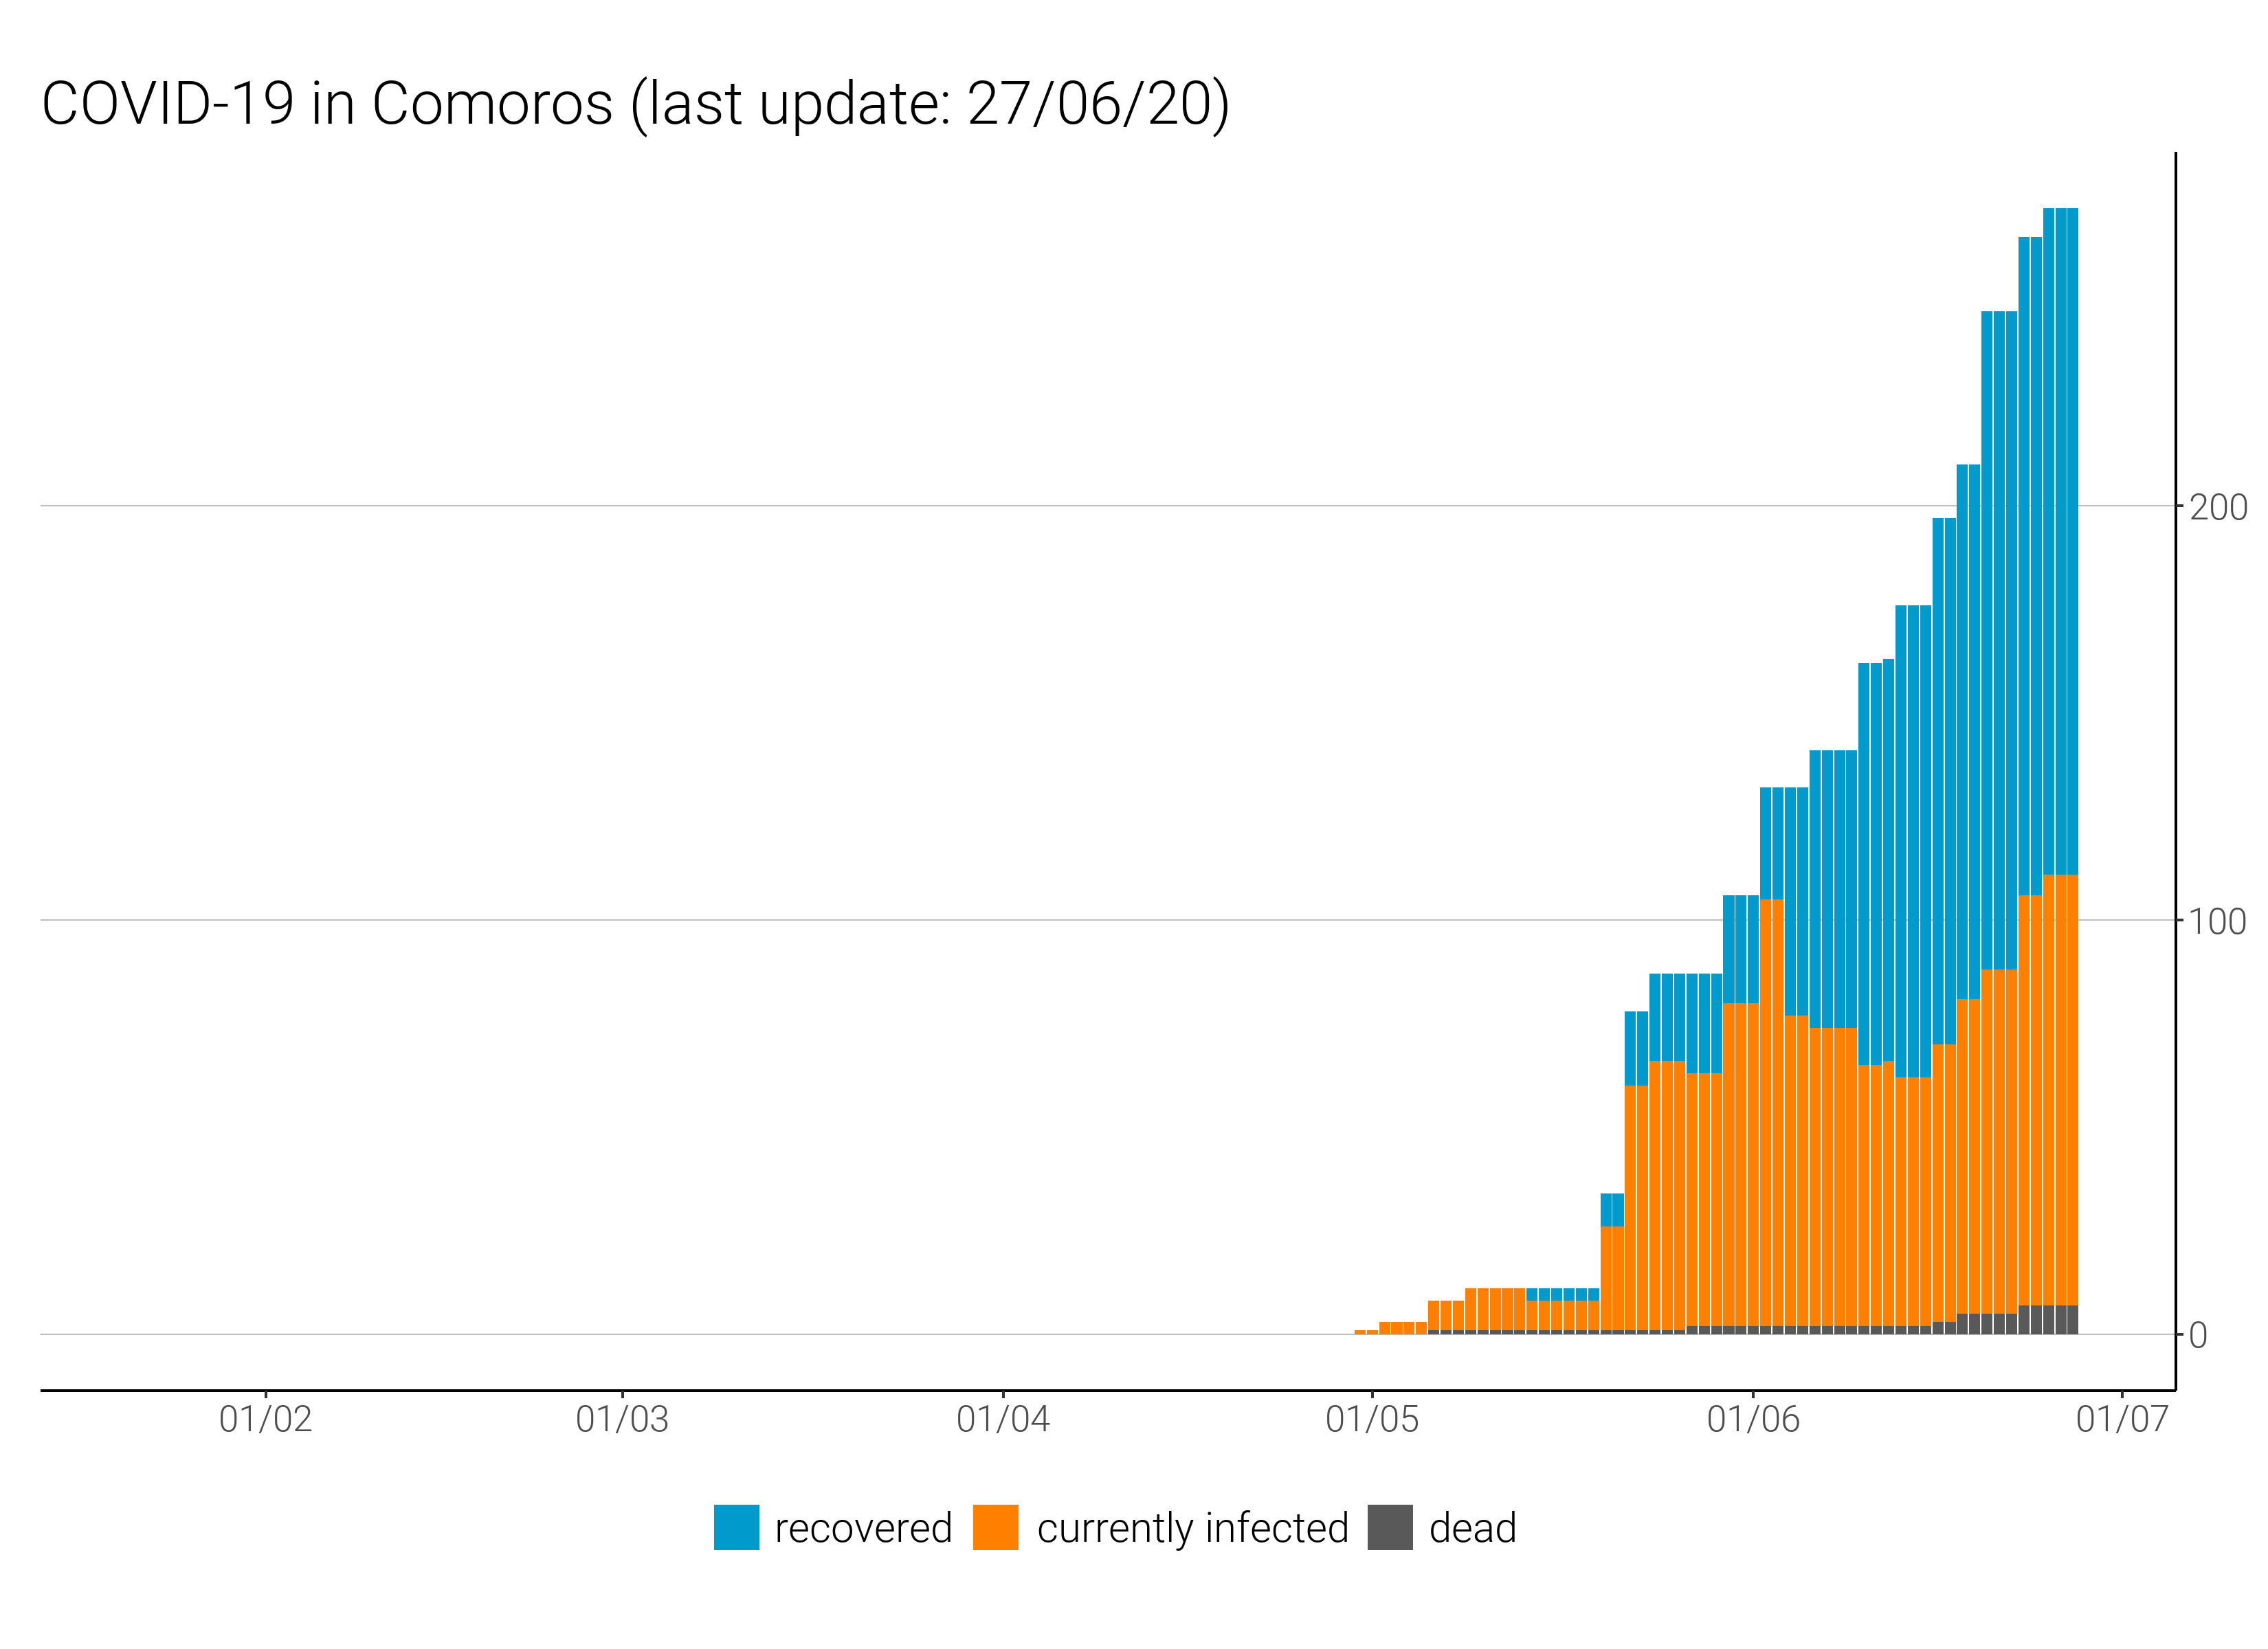 COVID-19 in Comoros (last update: 27/06/20)
200
100
0
01/02 01/03 01/04 01/05 01/06 01/07
recovered currently infected dead